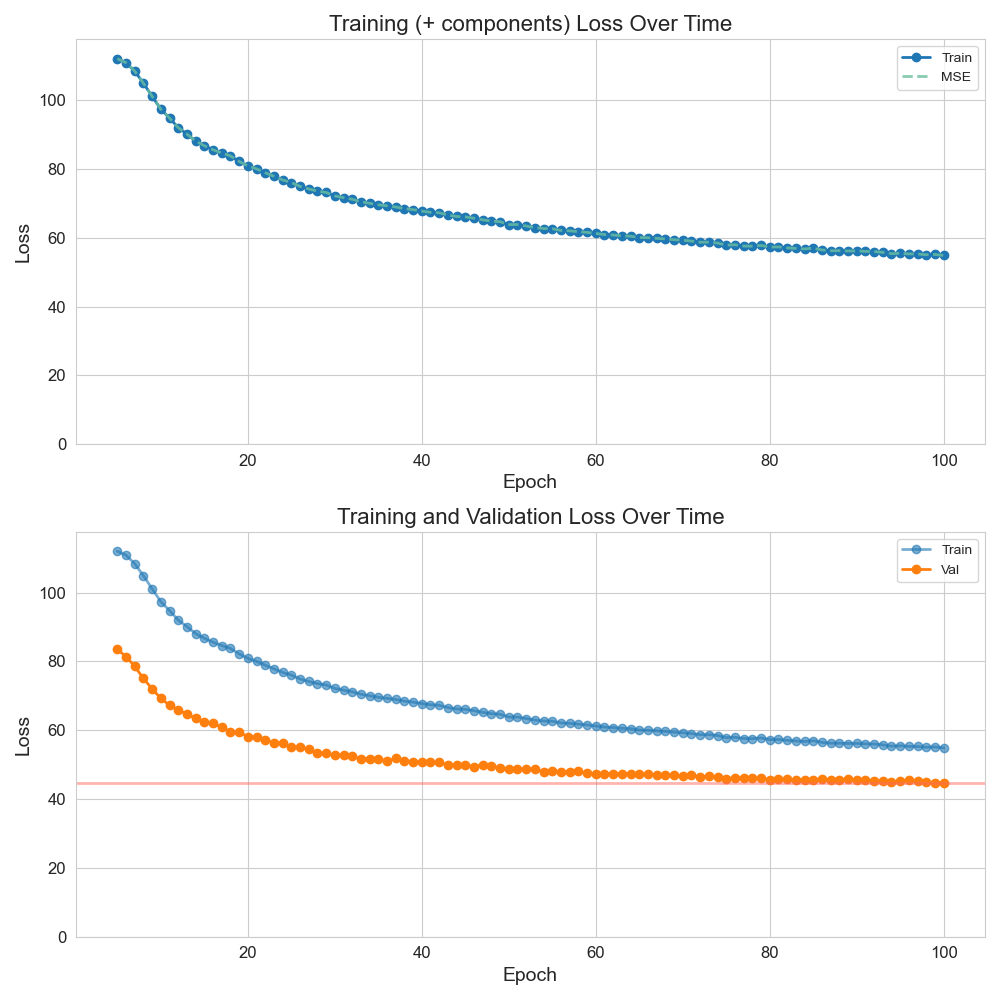 Training (+ components) Loss Over Time
Train
MSE
100
80
60
40
20
0
Loss
20 40 60 80 100
Epoch
Training and Validation Loss Over Time
Train
Val
100
80
60
40
20
0
Loss
20 40 60 80 100
Epoch